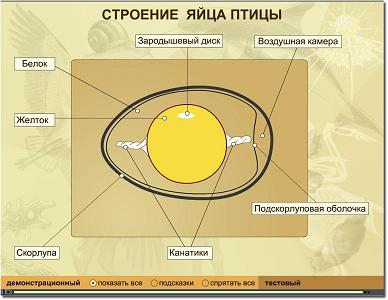 СТРОЕНИЕ ЯЙЦА ПТИЦЫ
Зародышевый диск
Воздушная камера
Белок
Желток
Подскорлуповая оболочка
Скорлупа
Канатики
демонстрационный показать все подсказки спрятать все тестовый